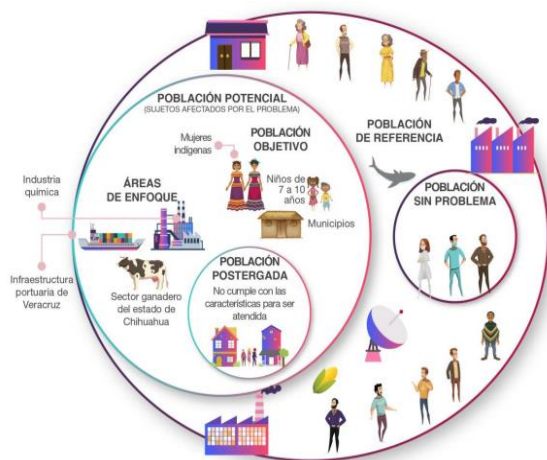 POBLACIÓN POTENCIAL
(SUJETOS AFECTADOS POR EL PROBLEMA)
Mujeres
indígenas
POBLACIÓN
OBJETIVO
Niños de
7 a 10
años
Municipios
POBLACIÓN
DE REFERENCIA
POBLACIÓN
SIN PROBLEMA
Industria
química
ÁREAS
DE ENFOQUE
Infraestructura
portuaria de
Veracruz
Sector ganadero
del estado de
Chihuahua
POBLACIÓN
POSTERGADA
No cumple con las
características para ser
atendida